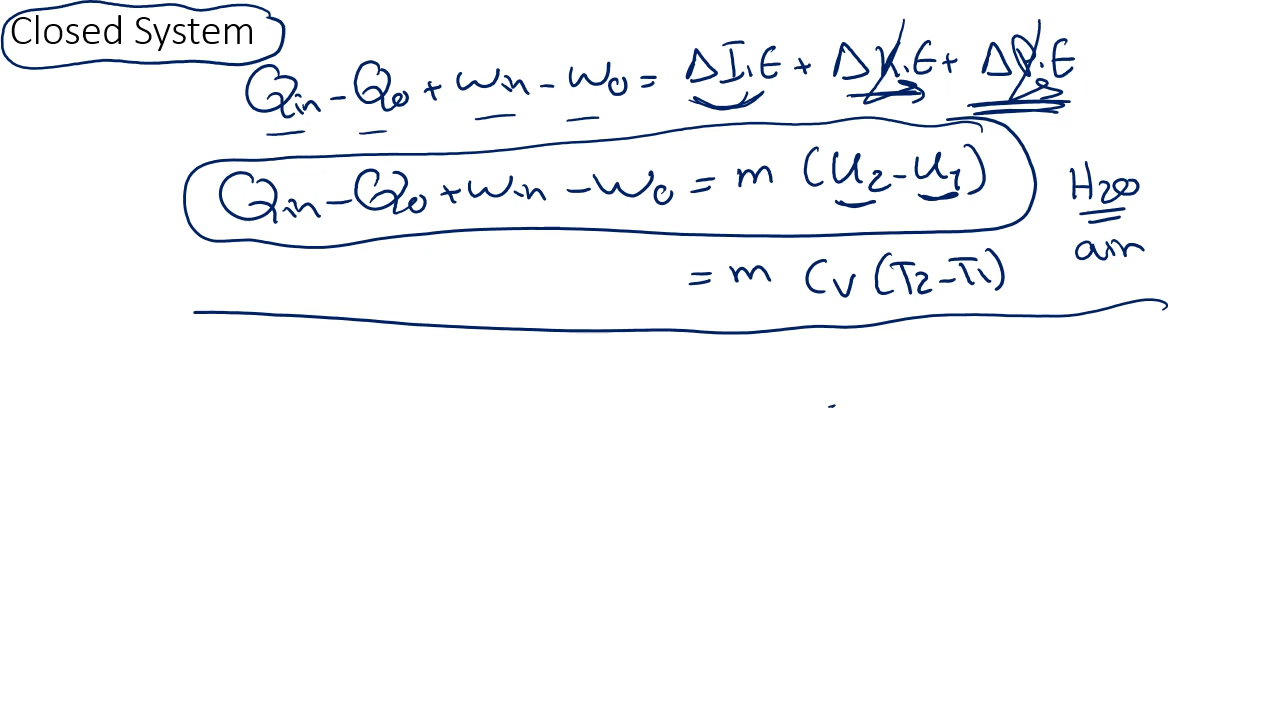 Closed System
Qin - Qo + win - wo = ΔI.E + ΔK.E + ΔP.E
Qin - Qo + win - wo = m (U2 - U1)
H2O
= m Cv (T2 - T1)
air